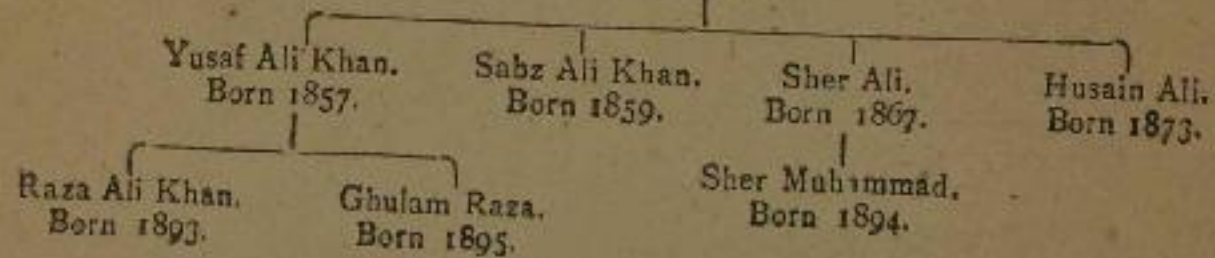 Yusaf Ali Khan.
Born 1857.
Sabz Ali Khan.
Born 1859.
Sher Ali.
Born 1867.
Husain Ali.
Born 1873.
Raza Ali Khan.
Born 1893.
Ghulam Raza.
Born 1895.
Sher Muhammad.
Born 1894.